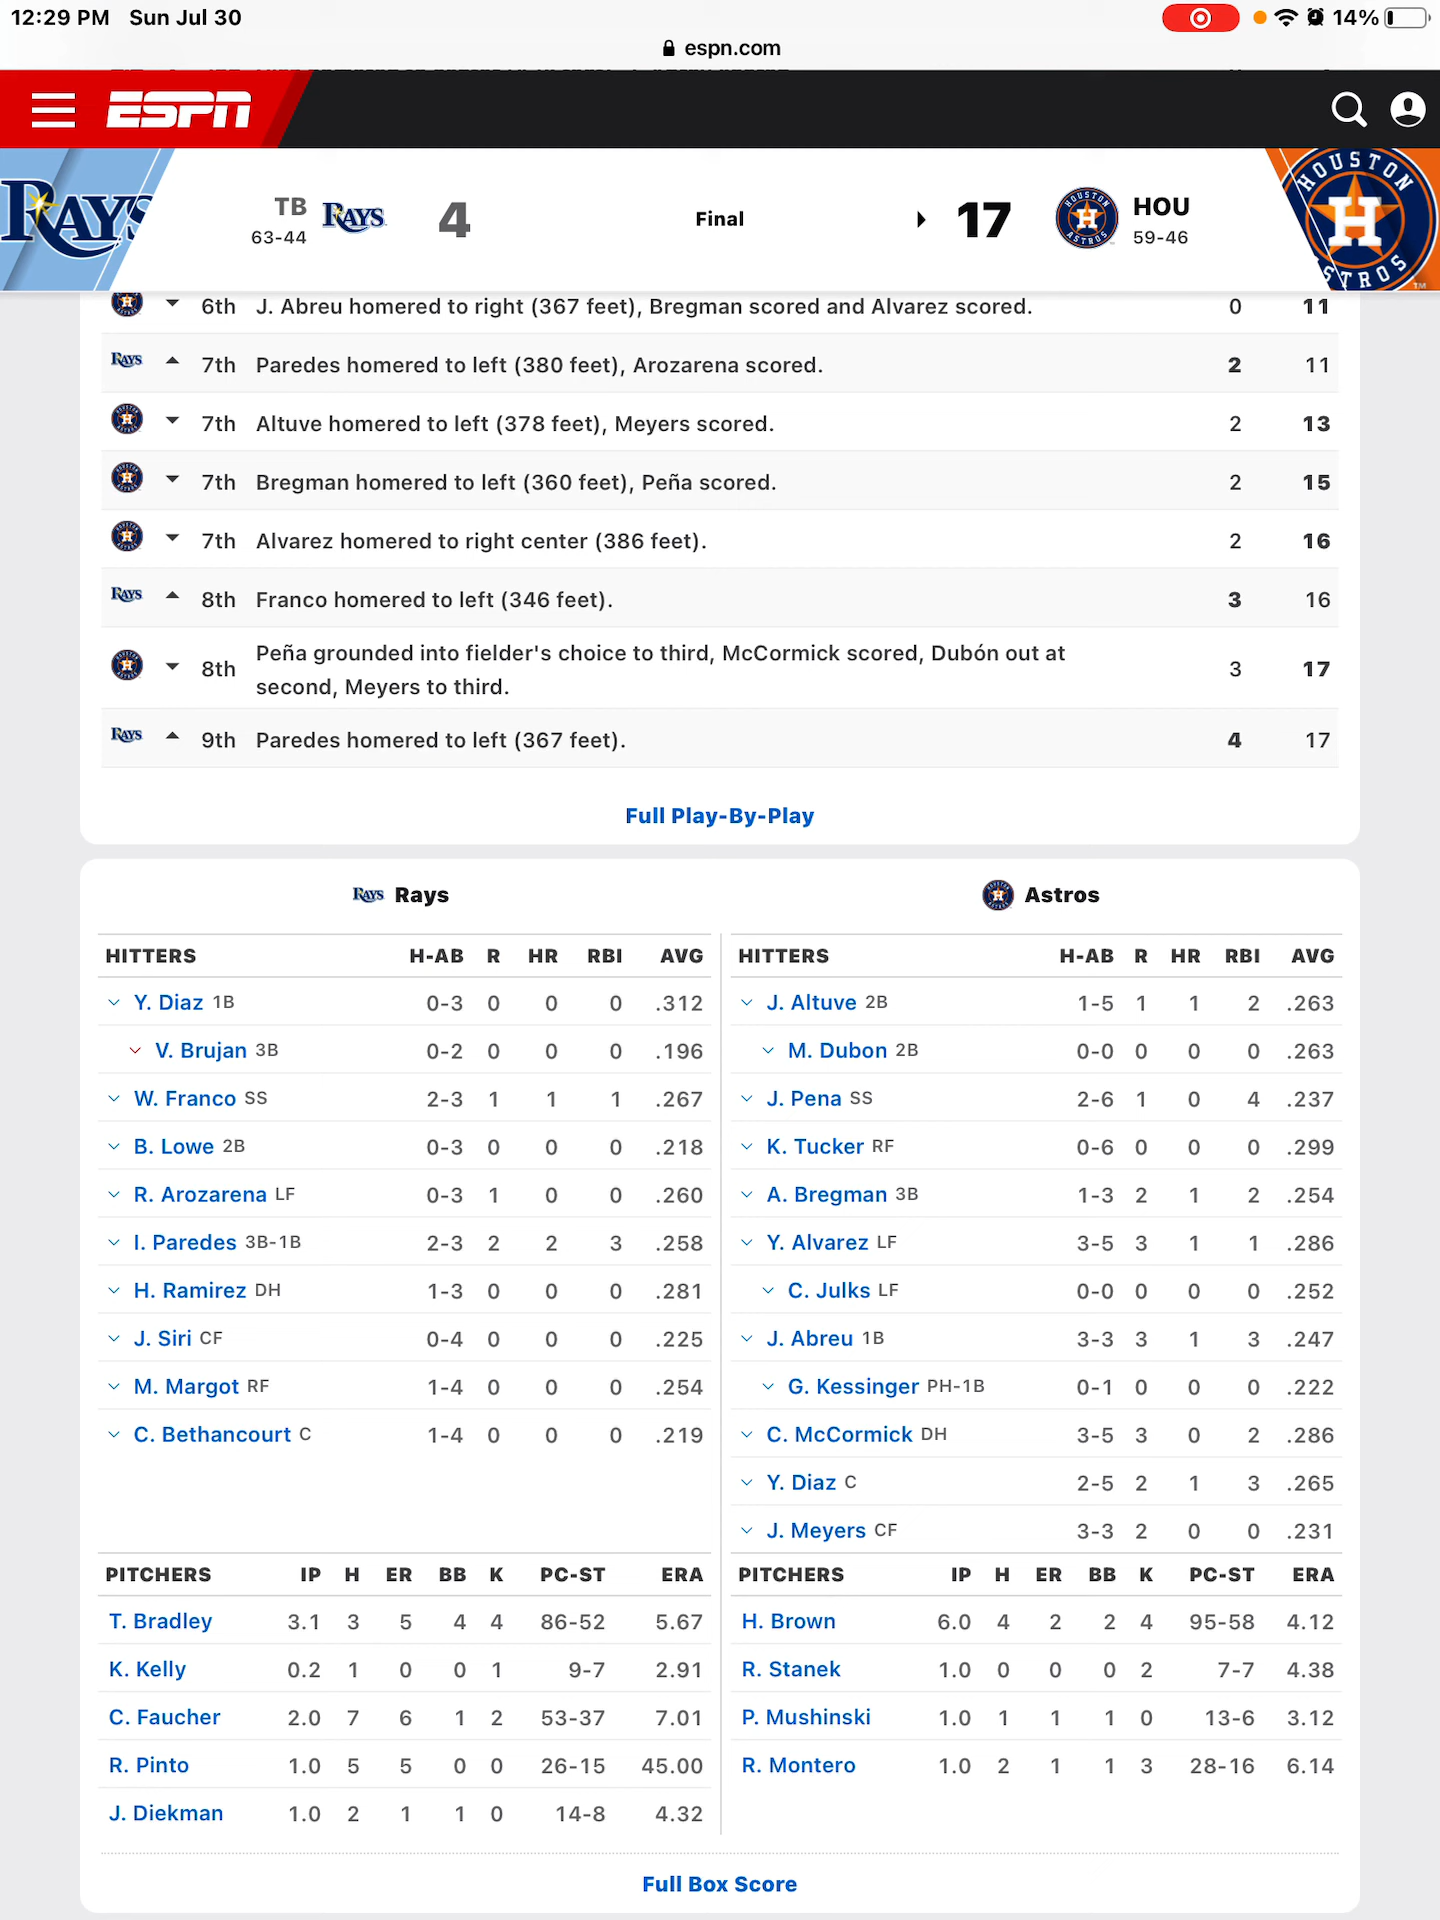 12:29 PM Sun Jul 30 14%
espn.com
ESPN
RAYS TB 63-44 RAYS 4 Final 17 HOUSTON ASTROS HOU 59-46 HOUSTON ASTROS TM
6th J. Abreu homered to right (367 feet), Bregman scored and Alvarez scored. 0 11
RAYS 7th Paredes homered to left (380 feet), Arozarena scored. 2 11
7th Altuve homered to left (378 feet), Meyers scored. 2 13
7th Bregman homered to left (360 feet), Peña scored. 2 15
7th Alvarez homered to right center (386 feet). 2 16
RAYS 8th Franco homered to left (346 feet). 3 16
8th Peña grounded into fielder's choice to third, McCormick scored, Dubón out at 3 17
second, Meyers to third.
RAYS 9th Paredes homered to left (367 feet). 4 17
Full Play-By-Play
RAYS Rays
HITTERS H-AB R HR RBI AVG
Y. Diaz 1B 0-3 0 0 0 .312
V. Brujan 3B 0-2 0 0 0 .196
W. Franco SS 2-3 1 1 1 .267
B. Lowe 2B 0-3 0 0 0 .218
R. Arozarena LF 0-3 1 0 0 .260
I. Paredes 3B-1B 2-3 2 2 3 .258
H. Ramirez DH 1-3 0 0 0 .281
J. Siri CF 0-4 0 0 0 .225
M. Margot RF 1-4 0 0 0 .254
C. Bethancourt C 1-4 0 0 0 .219
PITCHERS IP H ER BB K PC-ST ERA
T. Bradley 3.1 3 5 4 4 86-52 5.67
K. Kelly 0.2 1 0 0 1 9-7 2.91
C. Faucher 2.0 7 6 1 2 53-37 7.01
R. Pinto 1.0 5 5 0 0 26-15 45.00
J. Diekman 1.0 2 1 1 0 14-8 4.32
Astros
HITTERS H-AB R HR RBI AVG
J. Altuve 2B 1-5 1 1 2 .263
M. Dubon 2B 0-0 0 0 0 .263
J. Pena SS 2-6 1 0 4 .237
K. Tucker RF 0-6 0 0 0 .299
A. Bregman 3B 1-3 2 1 2 .254
Y. Alvarez LF 3-5 3 1 1 .286
C. Julks LF 0-0 0 0 0 .252
J. Abreu 1B 3-3 3 1 3 .247
G. Kessinger PH-1B 0-1 0 0 0 .222
C. McCormick DH 3-5 3 0 2 .286
Y. Diaz C 2-5 2 1 3 .265
J. Meyers CF 3-3 2 0 0 .231
PITCHERS IP H ER BB K PC-ST ERA
H. Brown 6.0 4 2 2 4 95-58 4.12
R. Stanek 1.0 0 0 0 2 7-7 4.38
P. Mushinski 1.0 1 1 1 0 13-6 3.12
R. Montero 1.0 2 1 1 3 28-16 6.14
Full Box Score